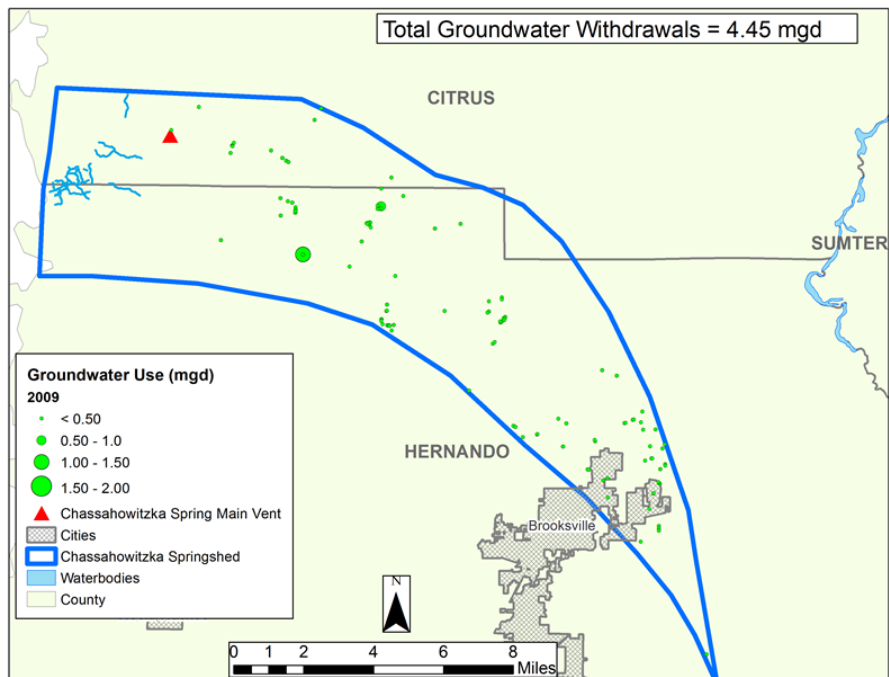 Total Groundwater Withdrawals = 4.45 mgd
CITRUS
SUMTER
HERNANDO
Brooksville
Groundwater Use (mgd)
2009
< 0.50
0.50 - 1.0
1.00 - 1.50
1.50 - 2.00
Chassahowitzka Spring Main Vent
Cities
Chassahowitzka Springshed
Waterbodies
County
N
0 1 2 4 6 8
Miles